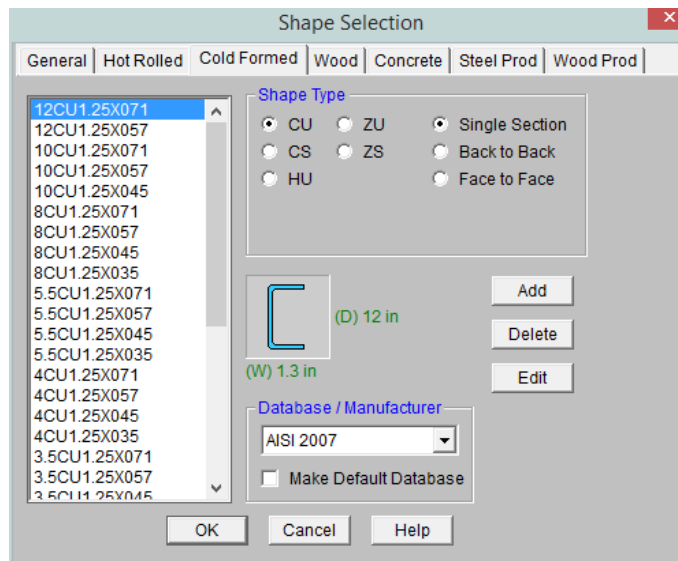 Shape Selection
General Hot Rolled Cold Formed Wood Concrete Steel Prod Wood Prod
12CU1.25X071
12CU1.25X057
10CU1.25X071
10CU1.25X057
10CU1.25X045
8CU1.25X071
8CU1.25X057
8CU1.25X045
8CU1.25X035
5.5CU1.25X071
5.5CU1.25X057
5.5CU1.25X045
5.5CU1.25X035
4CU1.25X071
4CU1.25X057
4CU1.25X045
4CU1.25X035
3.5CU1.25X071
3.5CU1.25X057
3.5CU1.25X045
Shape Type
CU ZU Single Section
CS ZS Back to Back
HU Face to Face
(D) 12 in
(W) 1.3 in
Add
Delete
Edit
Database / Manufacturer
AISI 2007
Make Default Database
OK Cancel Help